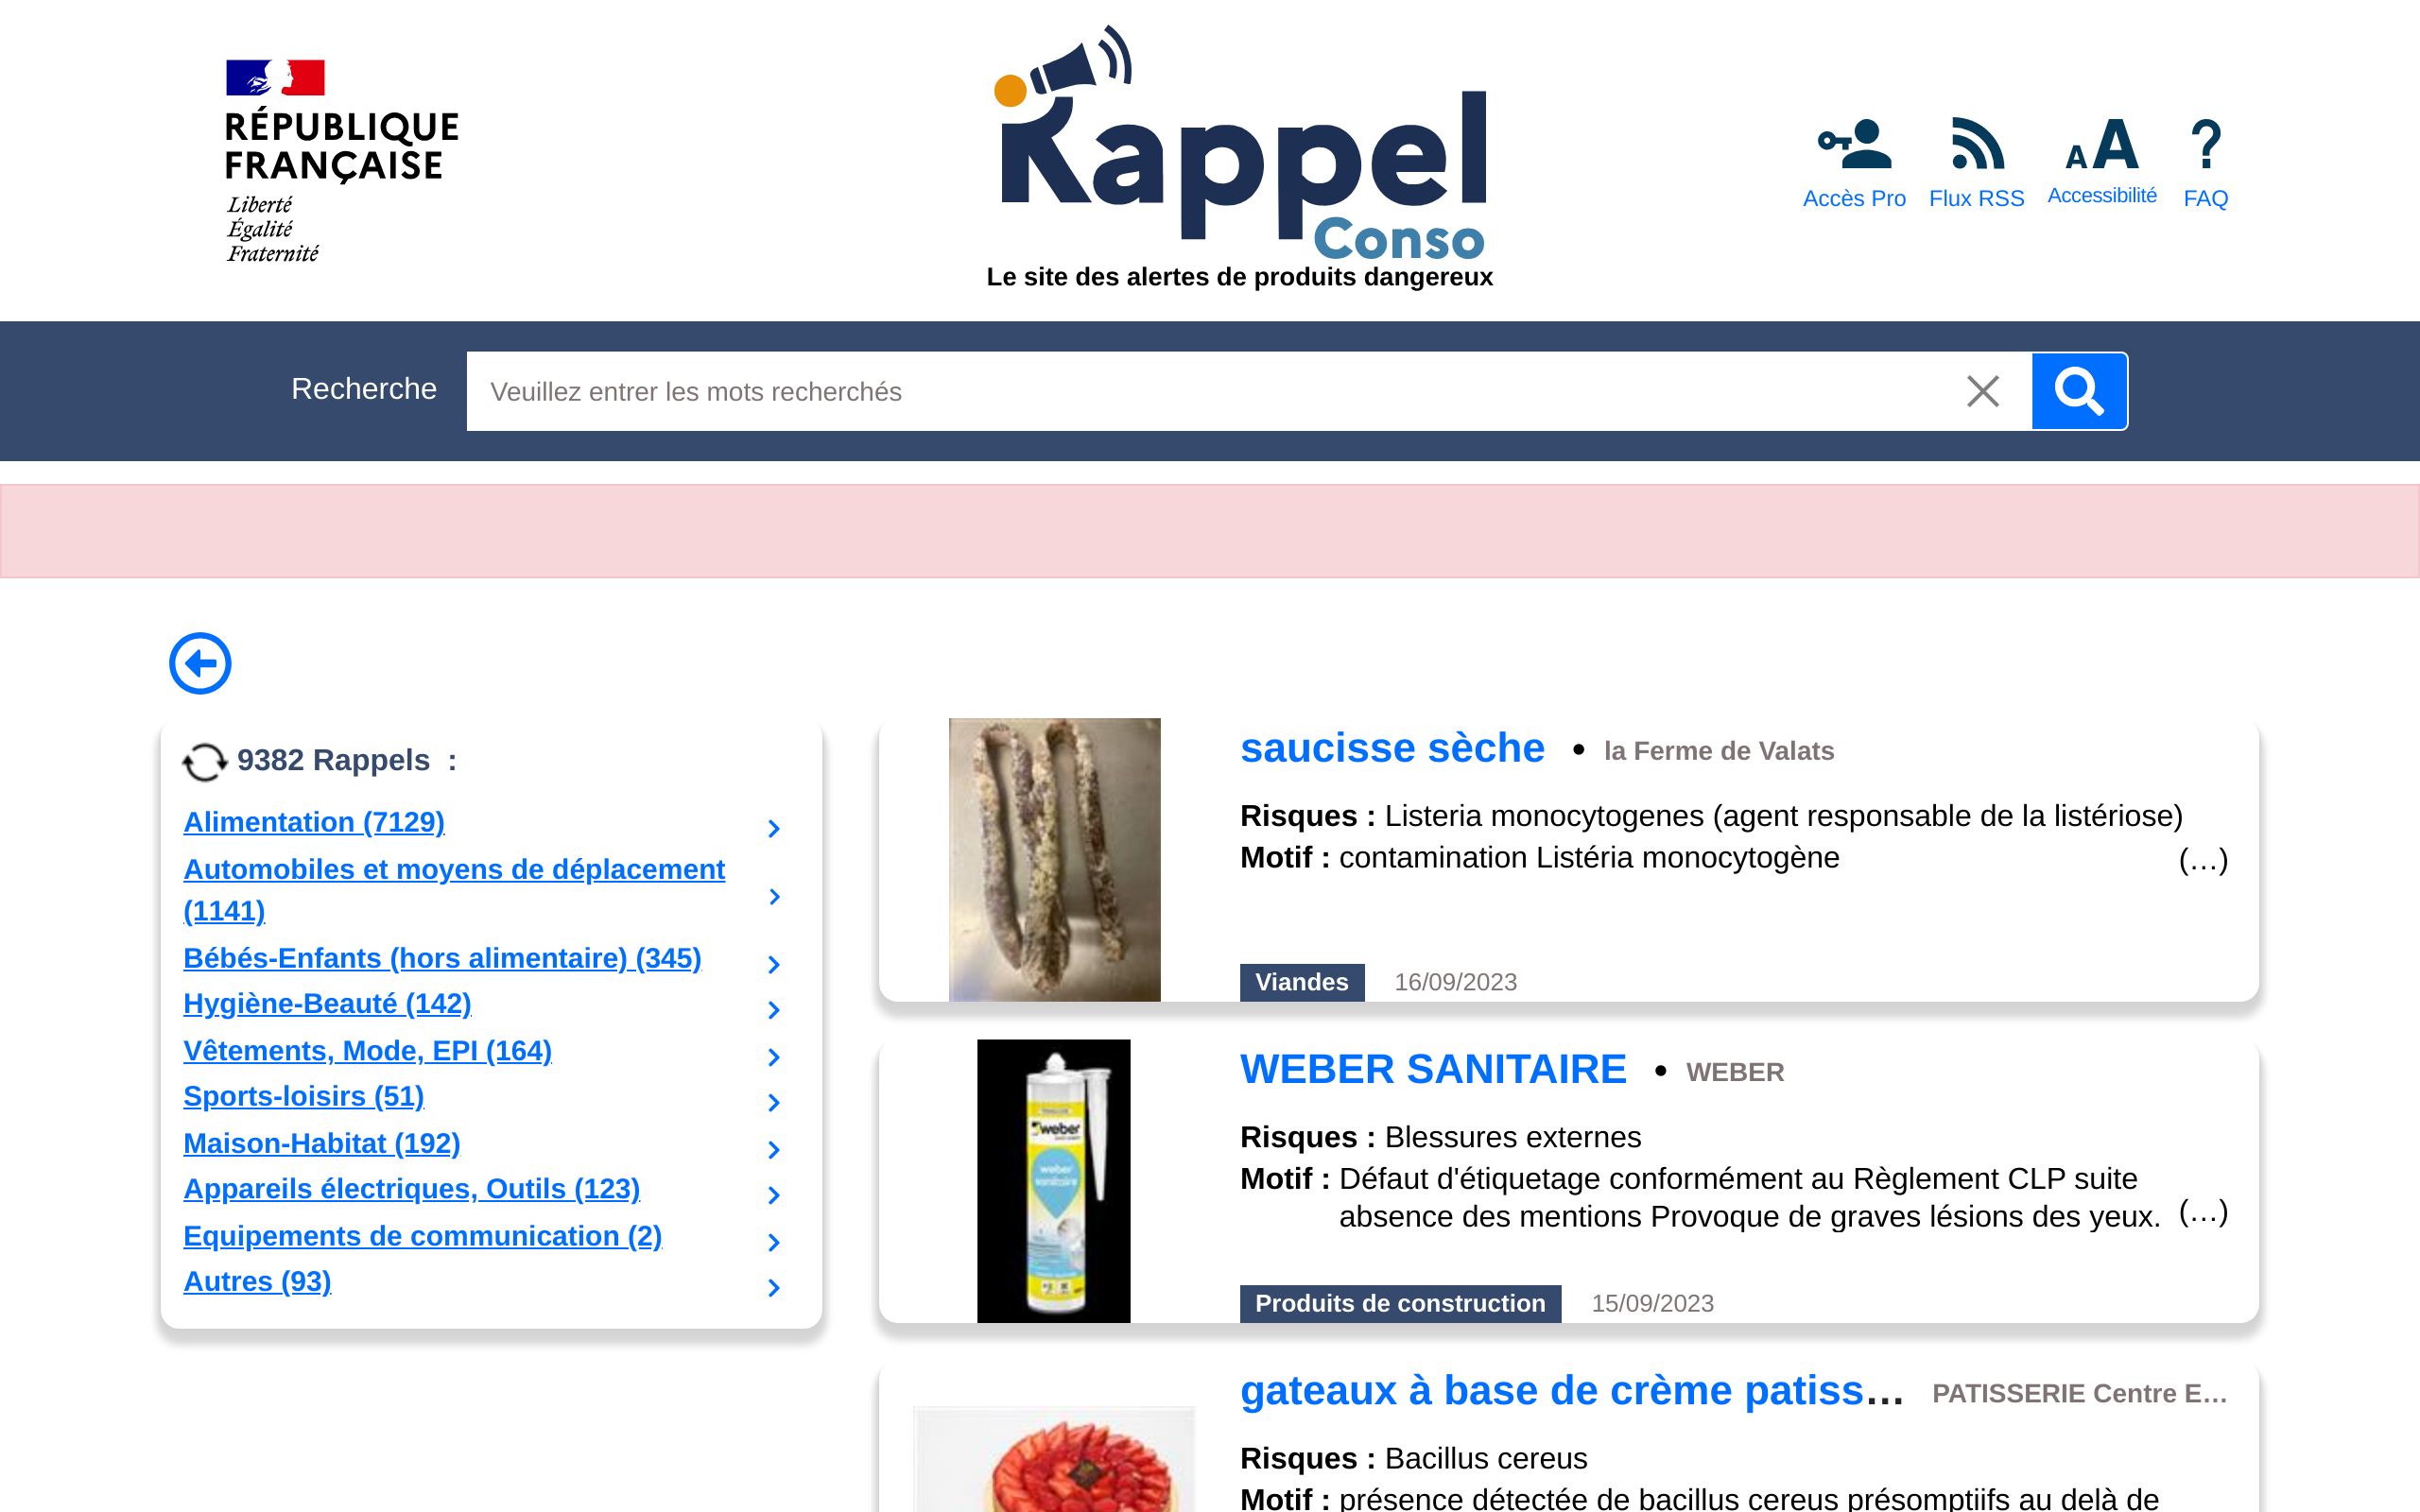 RÉPUBLIQUE
FRANÇAISE
Liberté
Égalité
Fraternité
Rappel
Conso
Le site des alertes de produits dangereux
Accès Pro
Flux RSS
AA
Accessibilité
?
FAQ
Recherche
Veuillez entrer les mots recherchés
9382 Rappels :
Alimentation (7129)
Automobiles et moyens de déplacement
(1141)
Bébés-Enfants (hors alimentaire) (345)
Hygiène-Beauté (142)
Vêtements, Mode, EPI (164)
Sports-loisirs (51)
Maison-Habitat (192)
Appareils électriques, Outils (123)
Equipements de communication (2)
Autres (93)
saucisse sèche • la Ferme de Valats
Risques : Listeria monocytogenes (agent responsable de la listériose)
Motif : contamination Listéria monocytogène (…)
Viandes 16/09/2023
weber
weber
sanitaire
WEBER SANITAIRE • WEBER
Risques : Blessures externes
Motif : Défaut d'étiquetage conformément au Règlement CLP suite
absence des mentions Provoque de graves lésions des yeux. (…)
Produits de construction 15/09/2023
gateaux à base de crème patiss… PATISSERIE Centre E…
Risques : Bacillus cereus
Motif : présence détectée de bacillus cereus présomptiifs au delà de